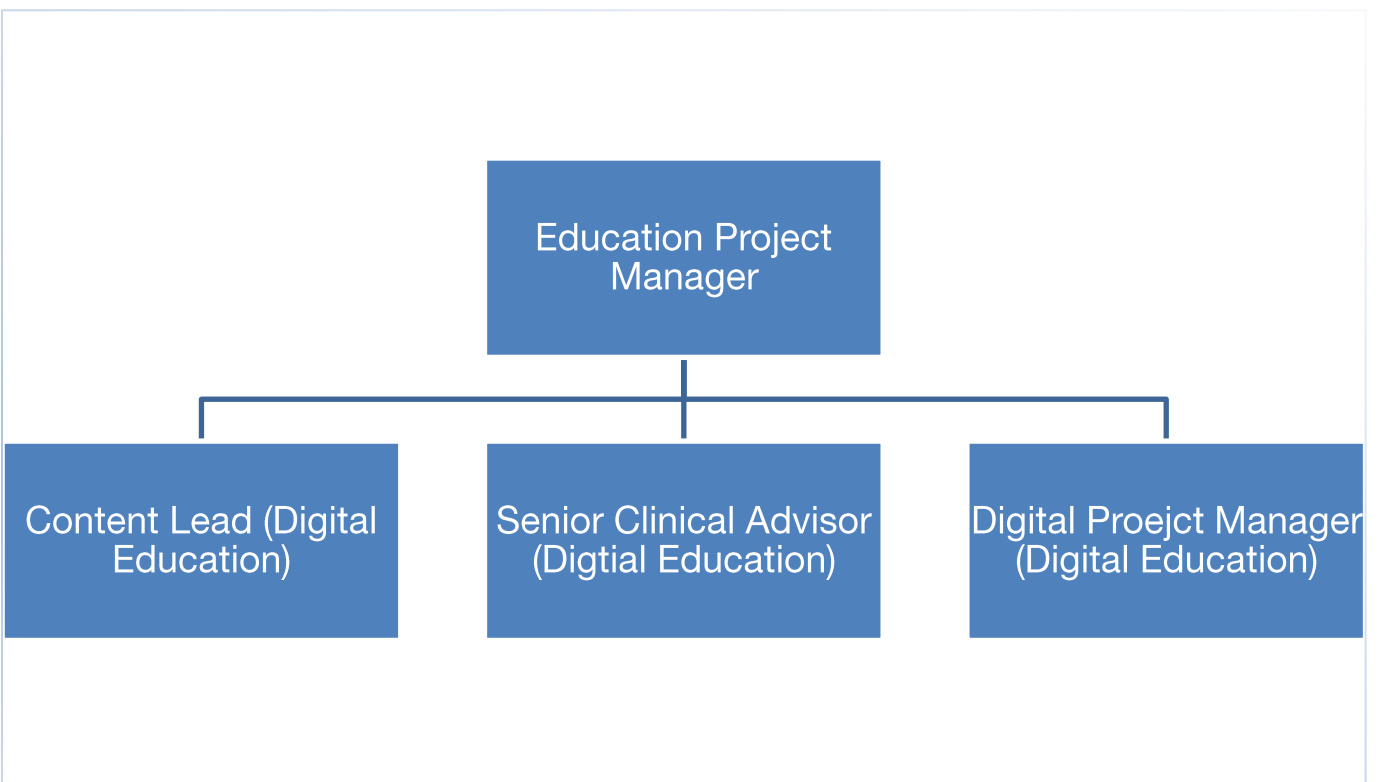 Education Project
Manager
Content Lead (Digital
Education)
Senior Clinical Advisor
(Digtial Education)
Digital Proejct Manager
(Digital Education)